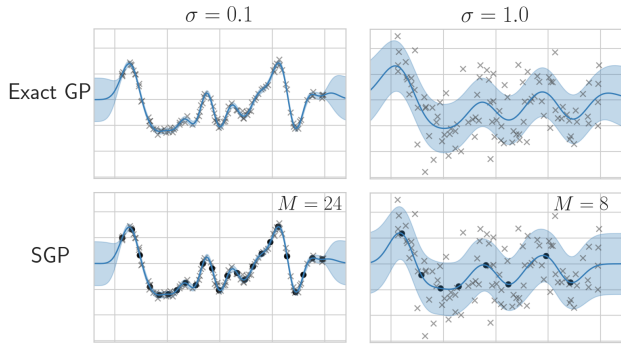 σ = 0.1
σ = 1.0
Exact GP
SGP
M = 24
M = 8